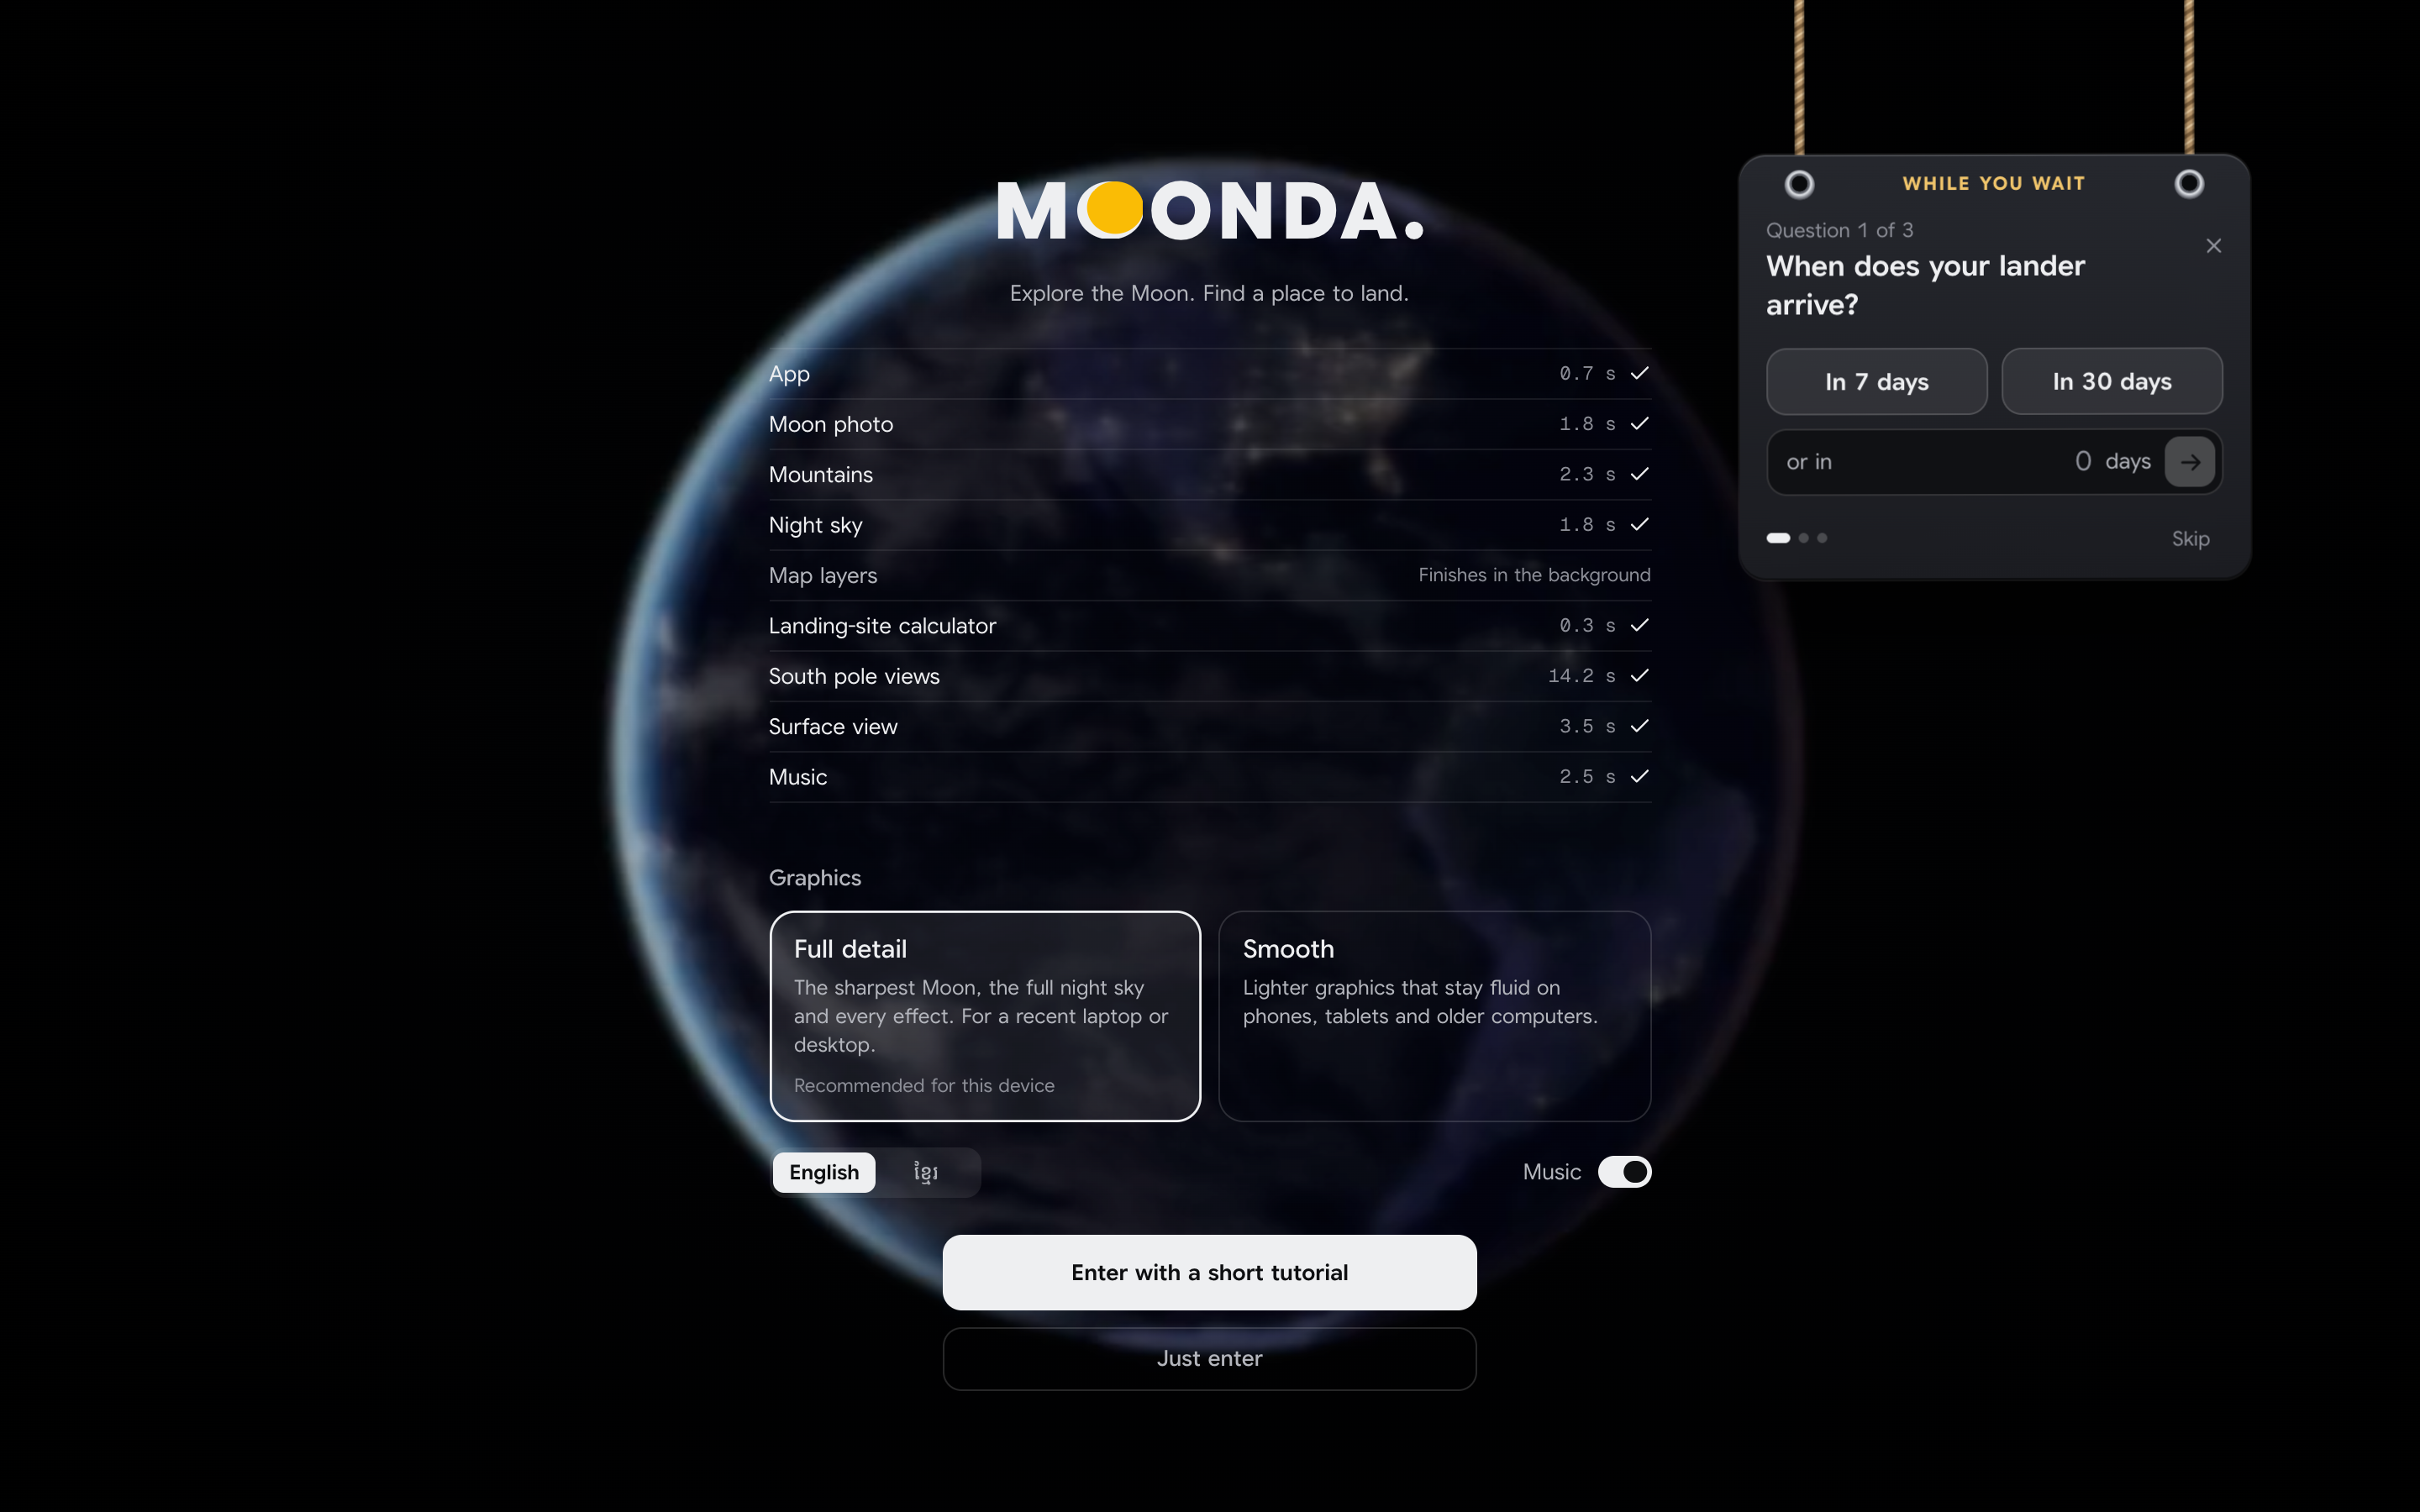 MOONDA.
Explore the Moon. Find a place to land.
App 0.7 s
Moon photo 1.8 s
Mountains 2.3 s
Night sky 1.8 s
Map layers Finishes in the background
Landing-site calculator 0.3 s
South pole views 14.2 s
Surface view 3.5 s
Music 2.5 s
Graphics
Full detail
The sharpest Moon, the full night sky
and every effect. For a recent laptop or
desktop.
Recommended for this device
Smooth
Lighter graphics that stay fluid on
phones, tablets and older computers.
English ខ្មែរ
Music
Enter with a short tutorial
Just enter
WHILE YOU WAIT
Question 1 of 3
When does your lander
arrive?
In 7 days In 30 days
or in 0 days
Skip